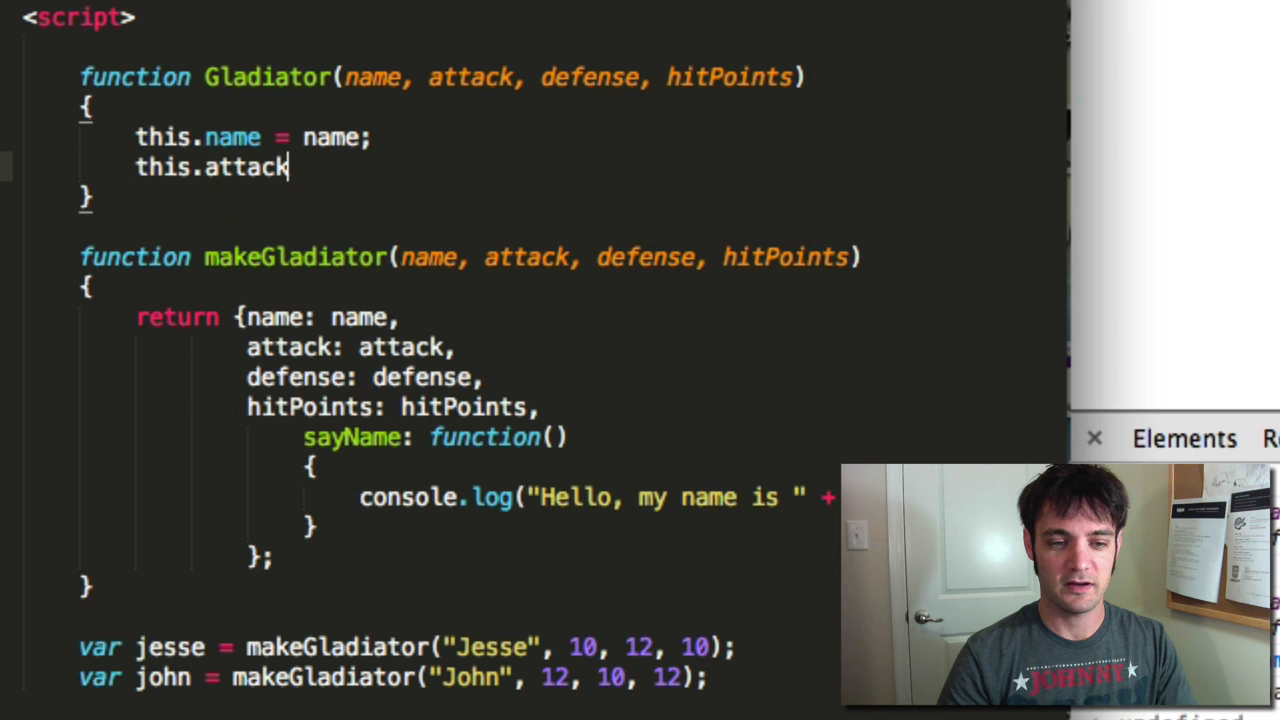 <script>
function Gladiator(name, attack, defense, hitPoints)
{
this.name = name;
this.attack
}
function makeGladiator(name, attack, defense, hitPoints)
{
return {name: name,
attack: attack,
defense: defense,
hitPoints: hitPoints,
sayName: function()
{
console.log("Hello, my name is " +
}
};
}
var jesse = makeGladiator("Jesse", 10, 12, 10);
var john = makeGladiator("John", 12, 10, 12);
× Elements
JOHNNY